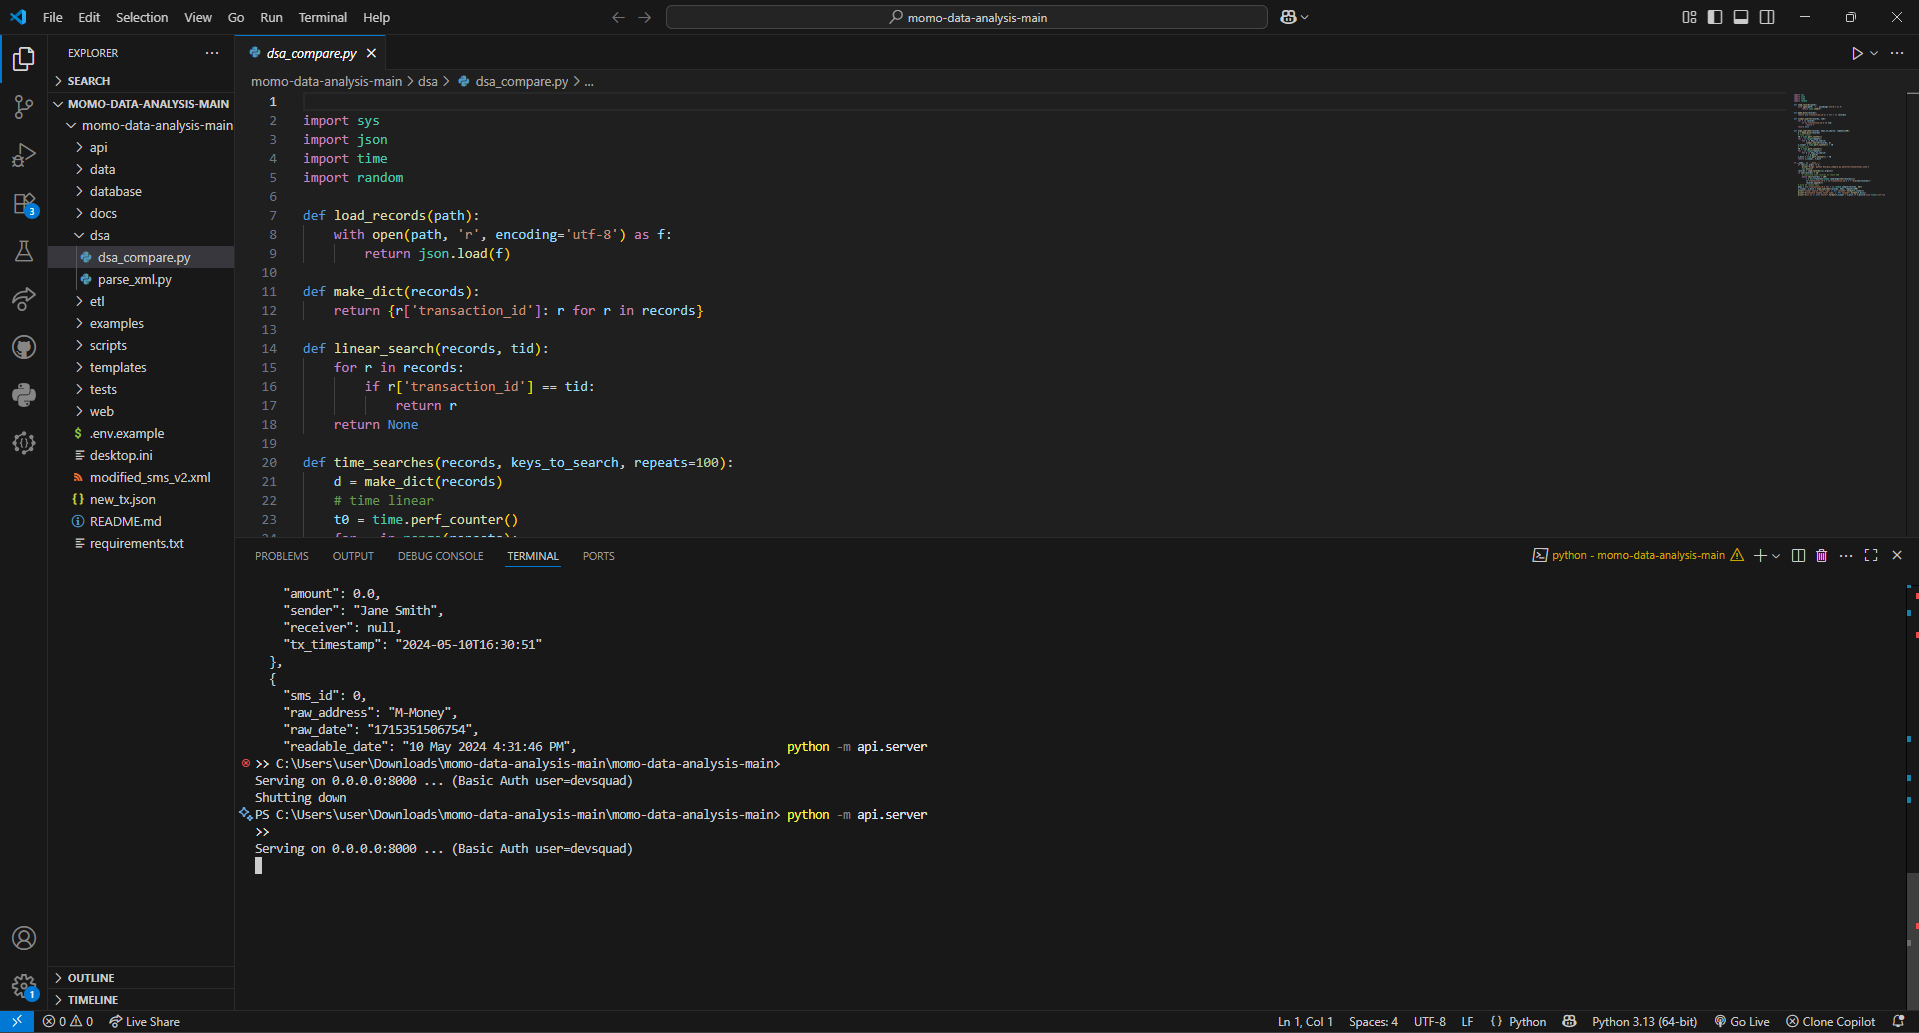 File Edit Selection View Go Run Terminal Help
momo-data-analysis-main
EXPLORER
SEARCH
MOMO-DATA-ANALYSIS-MAIN
momo-data-analysis-main
api
data
database
docs
dsa
dsa_compare.py
parse_xml.py
etl
examples
scripts
templates
tests
web
$ .env.example
desktop.ini
modified_sms_v2.xml
{} new_tx.json
README.md
requirements.txt
OUTLINE
TIMELINE
3
1
dsa_compare.py
momo-data-analysis-main > dsa > dsa_compare.py > ...
1
2 import sys
3 import json
4 import time
5 import random
6
7 def load_records(path):
8 with open(path, 'r', encoding='utf-8') as f:
9 return json.load(f)
10
11 def make_dict(records):
12 return {r['transaction_id']: r for r in records}
13
14 def linear_search(records, tid):
15 for r in records:
16 if r['transaction_id'] == tid:
17 return r
18 return None
19
20 def time_searches(records, keys_to_search, repeats=100):
21 d = make_dict(records)
22 # time linear
23 t0 = time.perf_counter()
PROBLEMS OUTPUT DEBUG CONSOLE TERMINAL PORTS
python - momo-data-analysis-main
"amount": 0.0,
"sender": "Jane Smith",
"receiver": null,
"tx_timestamp": "2024-05-10T16:30:51"
},
{
"sms_id": 0,
"raw_address": "M-Money",
"raw_date": "1715351506754",
"readable_date": "10 May 2024 4:31:46 PM", python -m api.server
>> C:\Users\user\Downloads\momo-data-analysis-main\momo-data-analysis-main>
Serving on 0.0.0.0:8000 ... (Basic Auth user=devsquad)
Shutting down
PS C:\Users\user\Downloads\momo-data-analysis-main\momo-data-analysis-main> python -m api.server
>>
Serving on 0.0.0.0:8000 ... (Basic Auth user=devsquad)
0 0 Live Share
Ln 1, Col 1 Spaces: 4 UTF-8 LF {} Python Python 3.13 (64-bit) Go Live Clone Copilot